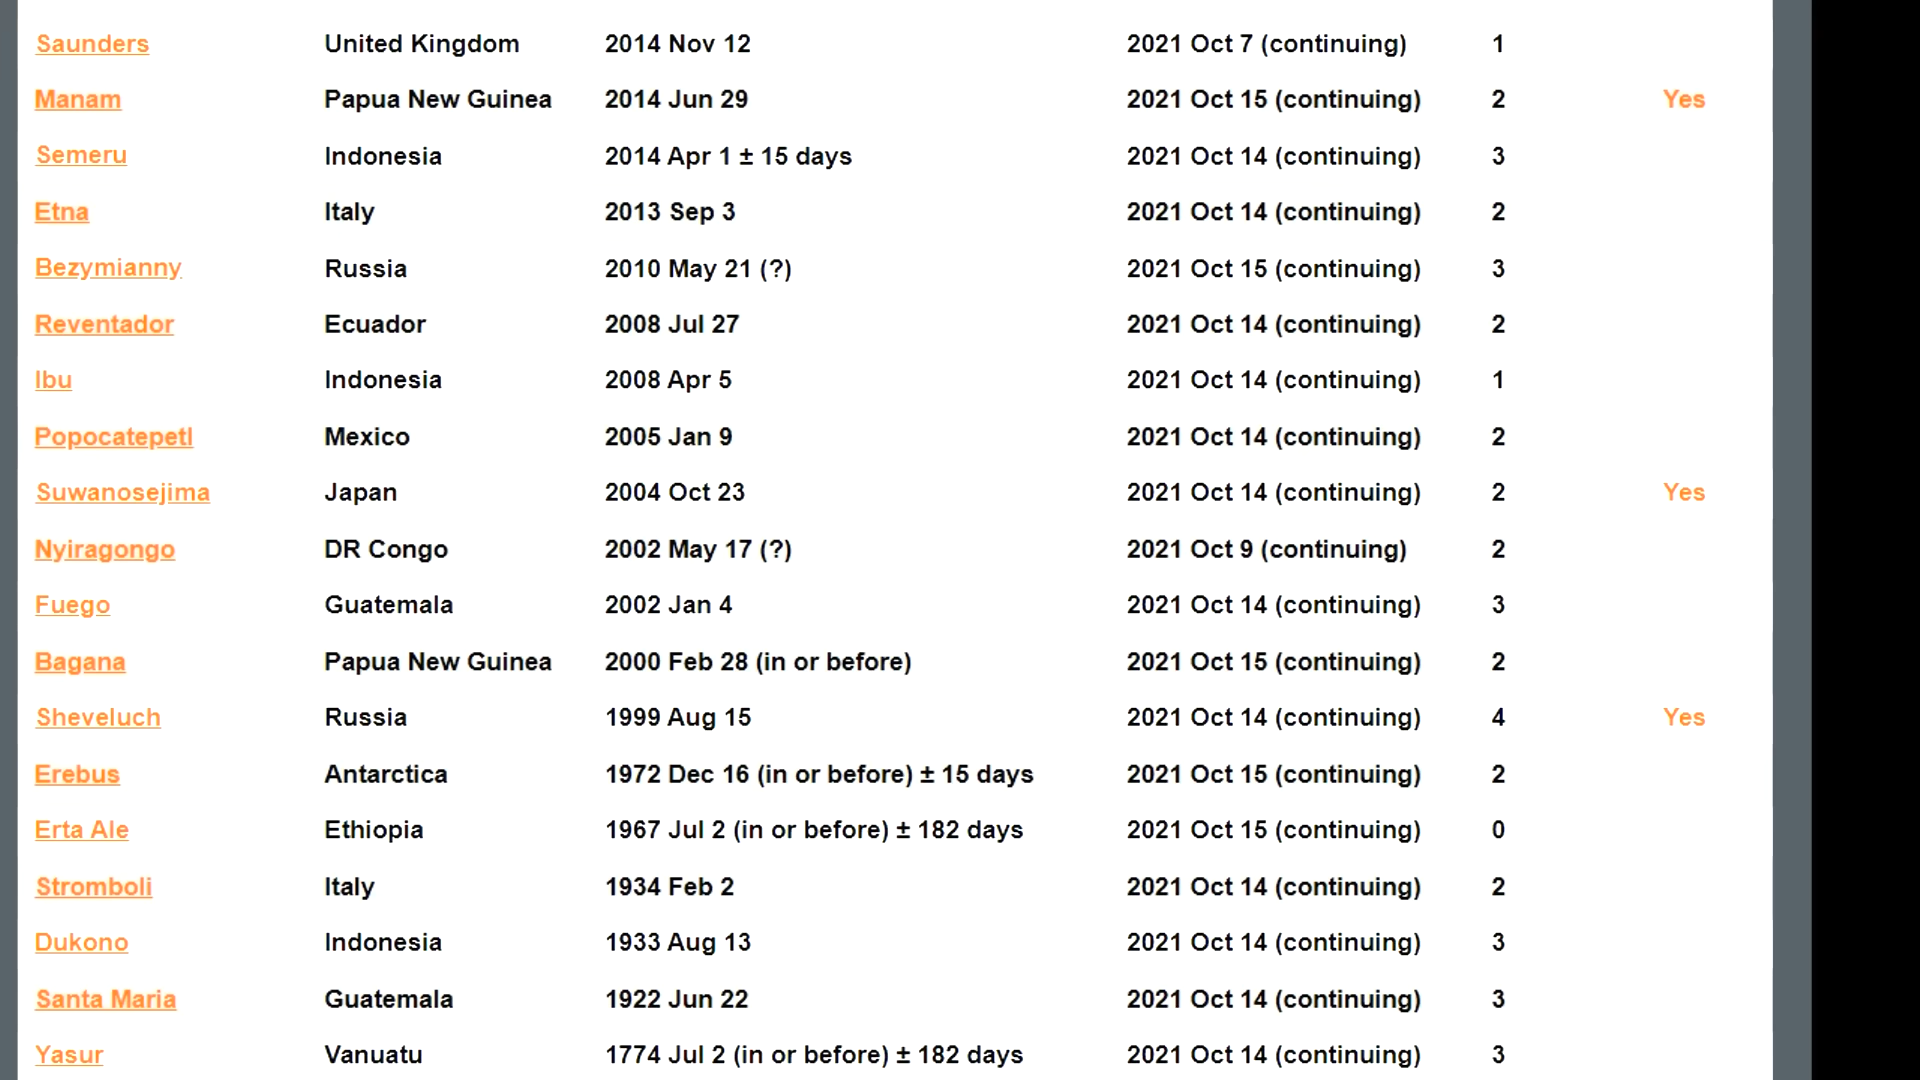 Saunders United Kingdom 2014 Nov 12 2021 Oct 7 (continuing) 1
Manam Papua New Guinea 2014 Jun 29 2021 Oct 15 (continuing) 2 Yes
Semeru Indonesia 2014 Apr 1 ± 15 days 2021 Oct 14 (continuing) 3
Etna Italy 2013 Sep 3 2021 Oct 14 (continuing) 2
Bezymianny Russia 2010 May 21 (?) 2021 Oct 15 (continuing) 3
Reventador Ecuador 2008 Jul 27 2021 Oct 14 (continuing) 2
Ibu Indonesia 2008 Apr 5 2021 Oct 14 (continuing) 1
Popocatepetl Mexico 2005 Jan 9 2021 Oct 14 (continuing) 2
Suwanosejima Japan 2004 Oct 23 2021 Oct 14 (continuing) 2 Yes
Nyiragongo DR Congo 2002 May 17 (?) 2021 Oct 9 (continuing) 2
Fuego Guatemala 2002 Jan 4 2021 Oct 14 (continuing) 3
Bagana Papua New Guinea 2000 Feb 28 (in or before) 2021 Oct 15 (continuing) 2
Sheveluch Russia 1999 Aug 15 2021 Oct 14 (continuing) 4 Yes
Erebus Antarctica 1972 Dec 16 (in or before) ± 15 days 2021 Oct 15 (continuing) 2
Erta Ale Ethiopia 1967 Jul 2 (in or before) ± 182 days 2021 Oct 15 (continuing) 0
Stromboli Italy 1934 Feb 2 2021 Oct 14 (continuing) 2
Dukono Indonesia 1933 Aug 13 2021 Oct 14 (continuing) 3
Santa Maria Guatemala 1922 Jun 22 2021 Oct 14 (continuing) 3
Yasur Vanuatu 1774 Jul 2 (in or before) ± 182 days 2021 Oct 14 (continuing) 3